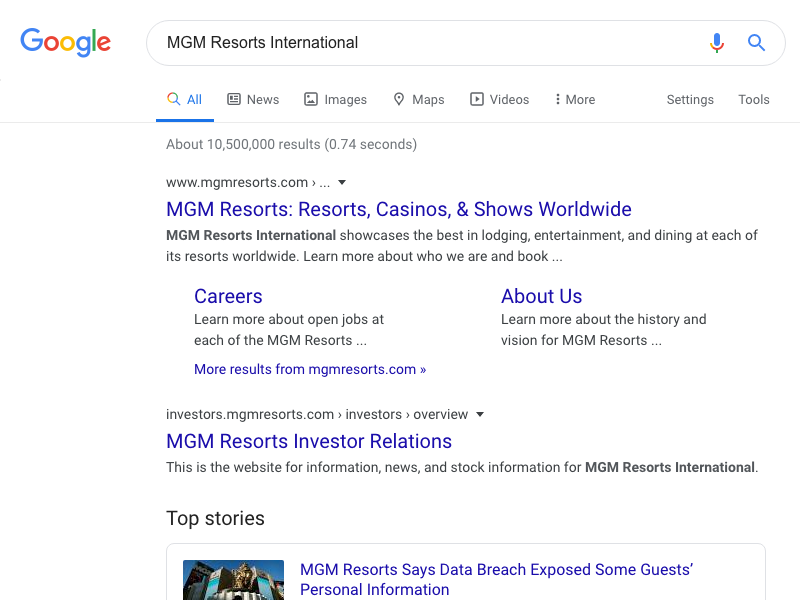 Google
MGM Resorts International
All News Images Maps Videos More Settings Tools
About 10,500,000 results (0.74 seconds)
www.mgmresorts.com › ...
MGM Resorts: Resorts, Casinos, & Shows Worldwide
MGM Resorts International showcases the best in lodging, entertainment, and dining at each of
its resorts worldwide. Learn more about who we are and book ...
Careers
Learn more about open jobs at
each of the MGM Resorts ...
About Us
Learn more about the history and
vision for MGM Resorts ...
More results from mgmresorts.com »
investors.mgmresorts.com › investors › overview
MGM Resorts Investor Relations
This is the website for information, news, and stock information for MGM Resorts International.
Top stories
MGM Resorts Says Data Breach Exposed Some Guests’
Personal Information